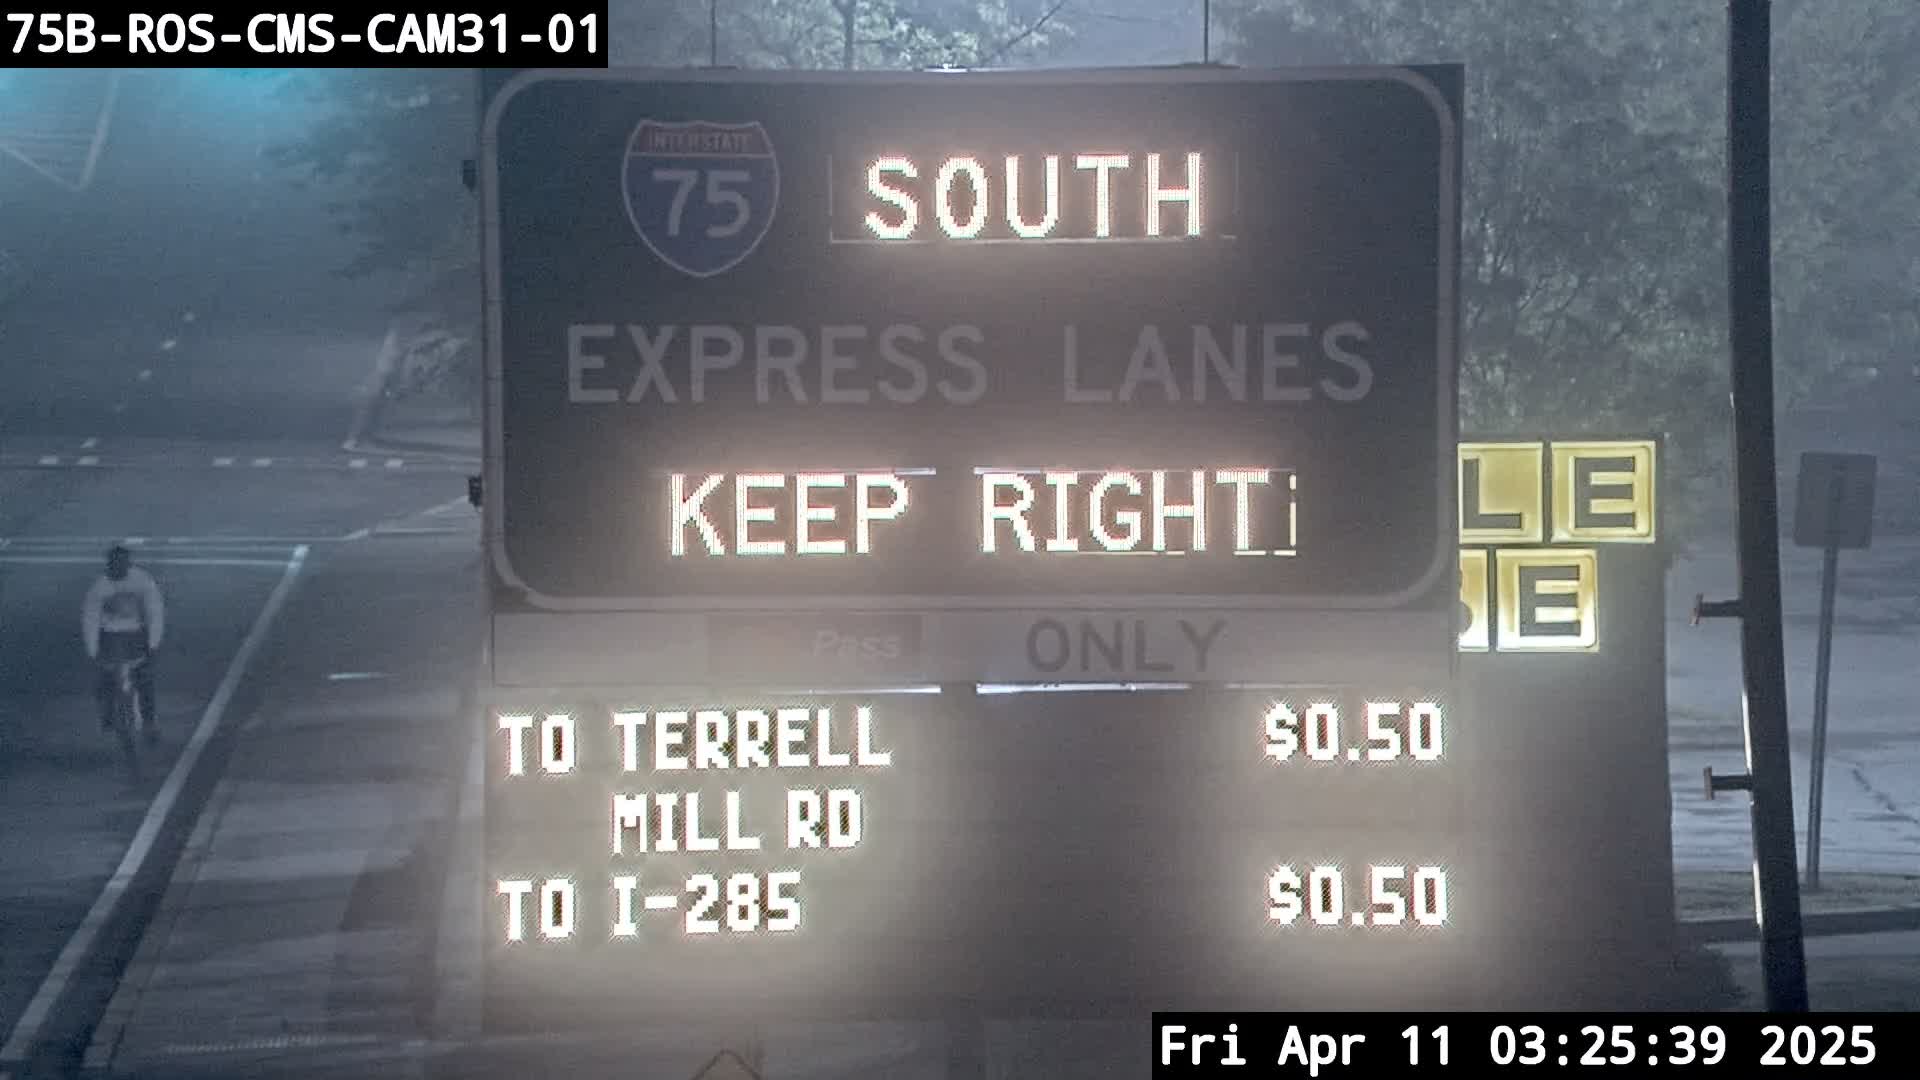 75B-ROS-CMS-CAM31-01
INTERSTATE
75
SOUTH
EXPRESS LANES
KEEP RIGHT
LE
E
Pass ONLY
TO TERRELL $0.50
MILL RD
TO I-285 $0.50
Fri Apr 11 03:25:39 2025